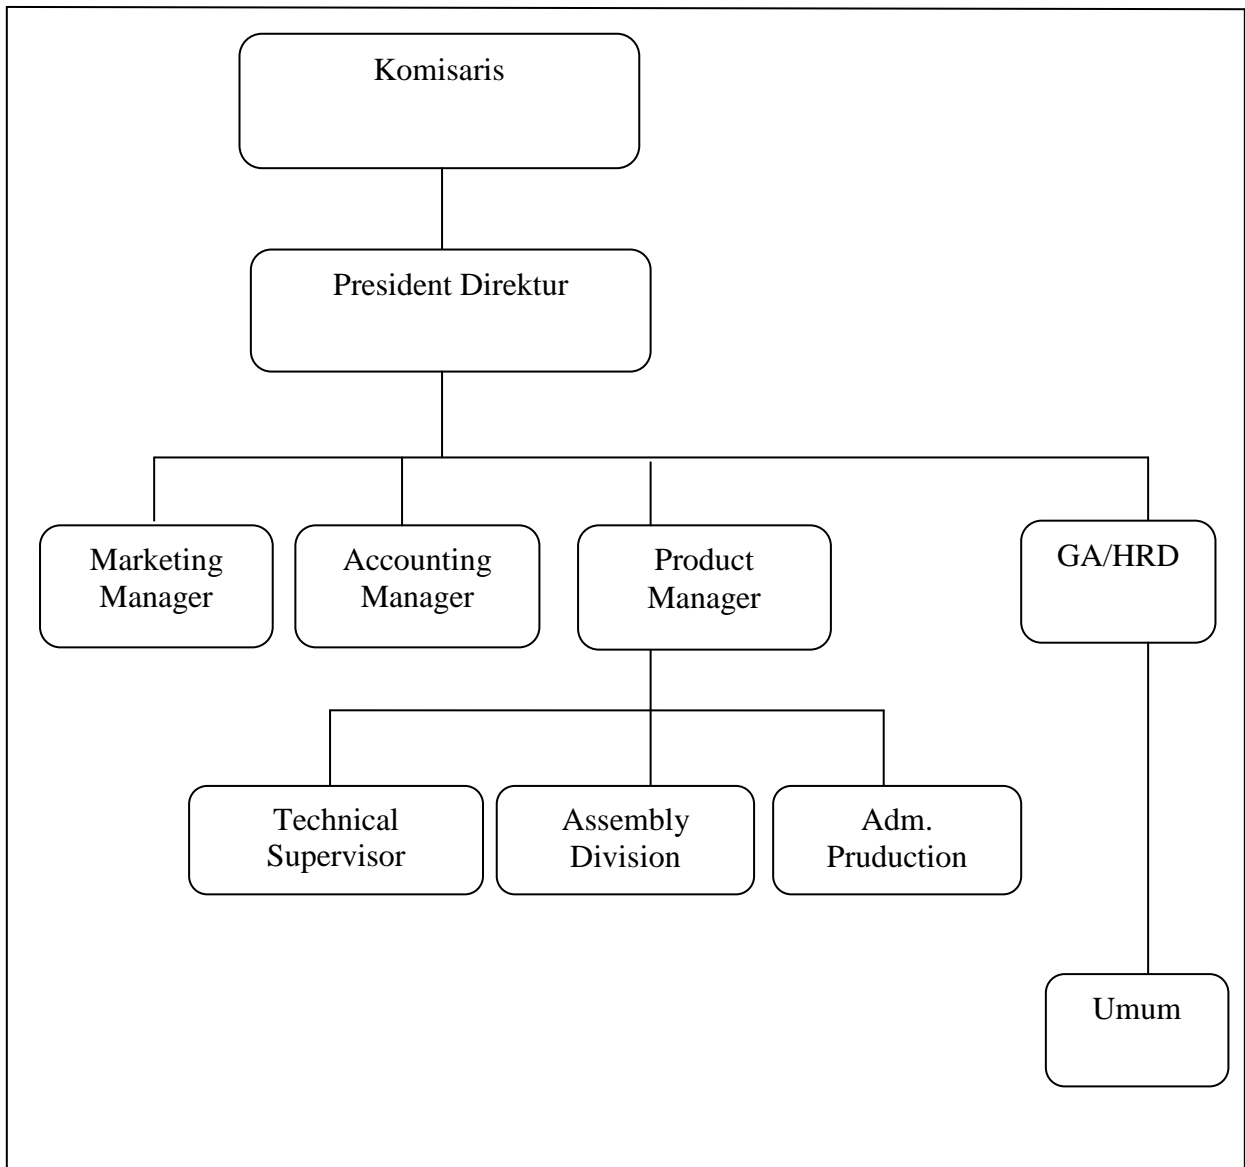 Komisaris
President Direktur
Marketing
Manager
Accounting
Manager
Product
Manager
GA/HRD
Technical
Supervisor
Assembly
Division
Adm.
Pruduction
Umum